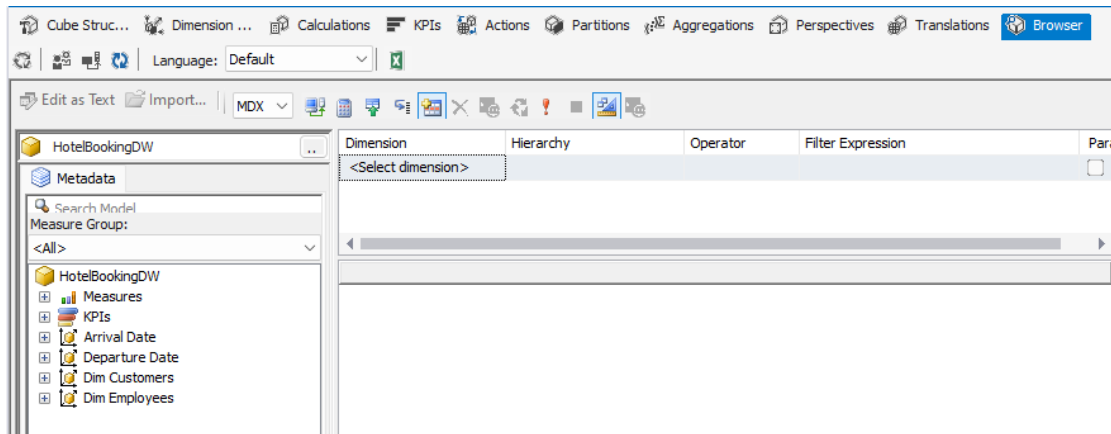 Cube Struc... Dimension ... Calculations KPIs Actions Partitions Aggregations Perspectives Translations Browser
Language: Default
Edit as Text Import... MDX
HotelBookingDW ..
Dimension Hierarchy Operator Filter Expression Para
<Select dimension>
Metadata
Search Model
Measure Group:
<All>
HotelBookingDW
Measures
KPIs
Arrival Date
Departure Date
Dim Customers
Dim Employees